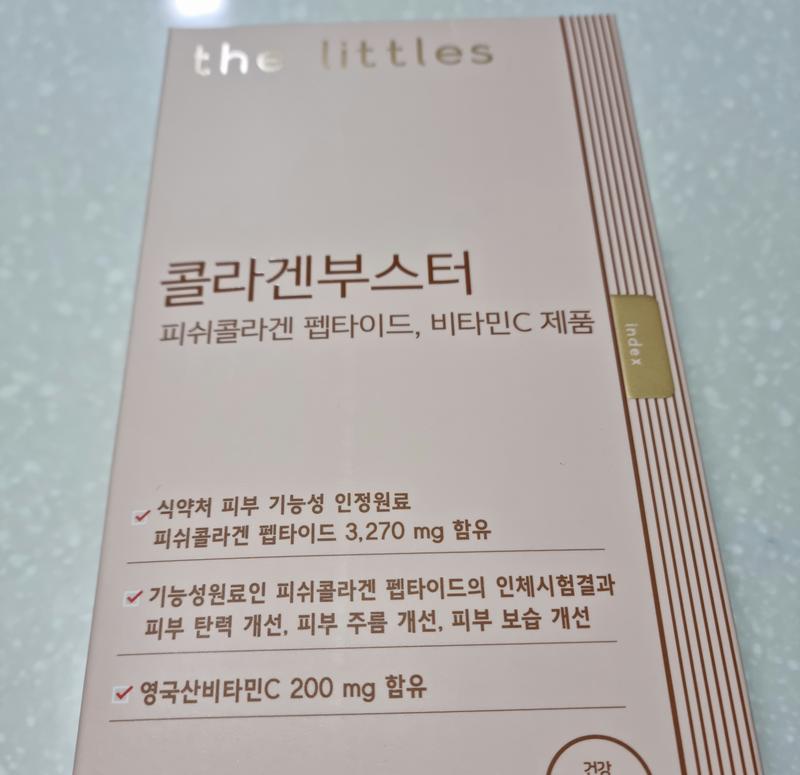 the littles
콜라겐부스터
피쉬콜라겐 펩타이드, 비타민C 제품
index
식약처 피부 기능성 인정원료
피쉬콜라겐 펩타이드 3,270 mg 함유
기능성원료인 피쉬콜라겐 펩타이드의 인체시험결과
피부 탄력 개선, 피부 주름 개선, 피부 보습 개선
영국산비타민C 200 mg 함유
건강